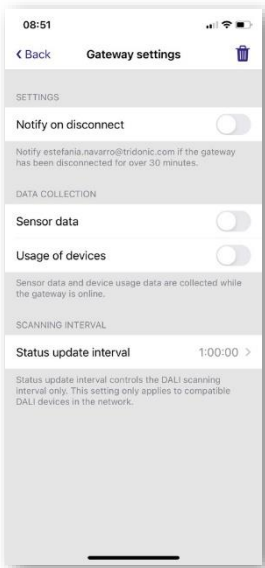 08:51
Back Gateway settings
SETTINGS
Notify on disconnect
Notify estefania.navarro@tridonic.com if the gateway
has been disconnected for over 30 minutes.
DATA COLLECTION
Sensor data
Usage of devices
Sensor data and device usage data are collected while
the gateway is online.
SCANNING INTERVAL
Status update interval 1:00:00
Status update interval controls the DALI scanning
interval only. This setting only applies to compatible
DALI devices in the network.